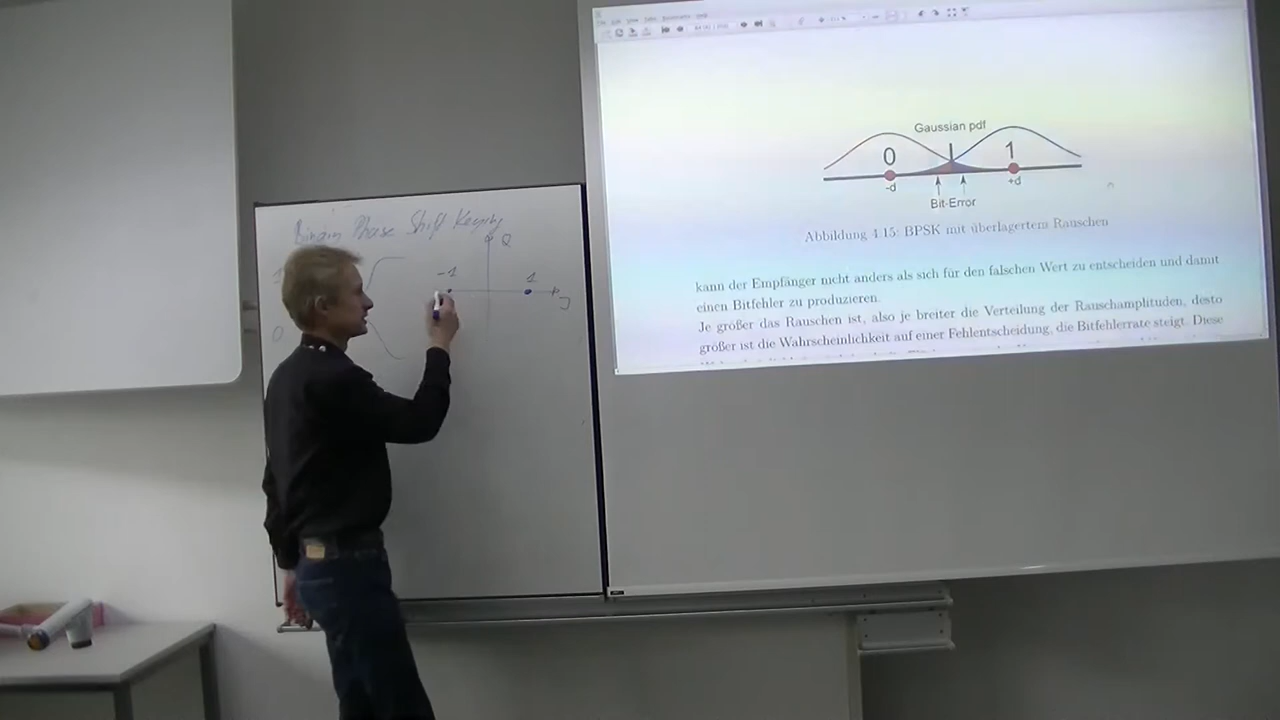 Binary Phase Shift Keying
Q
-1
1
1
0
Gaussian pdf
0
1
-d
+d
Bit-Error
Abbildung 4.15: BPSK mit überlagertem Rauschen
kann der Empfänger nicht anders als sich für den falschen Wert zu entscheiden und damit
einen Bitfehler zu produzieren.
Je größer das Rauschen ist, also je breiter die Verteilung der Rauschamplituden, desto
größer ist die Wahrscheinlichkeit auf einer Fehlentscheidung, die Bitfehlerrate steigt. Diese